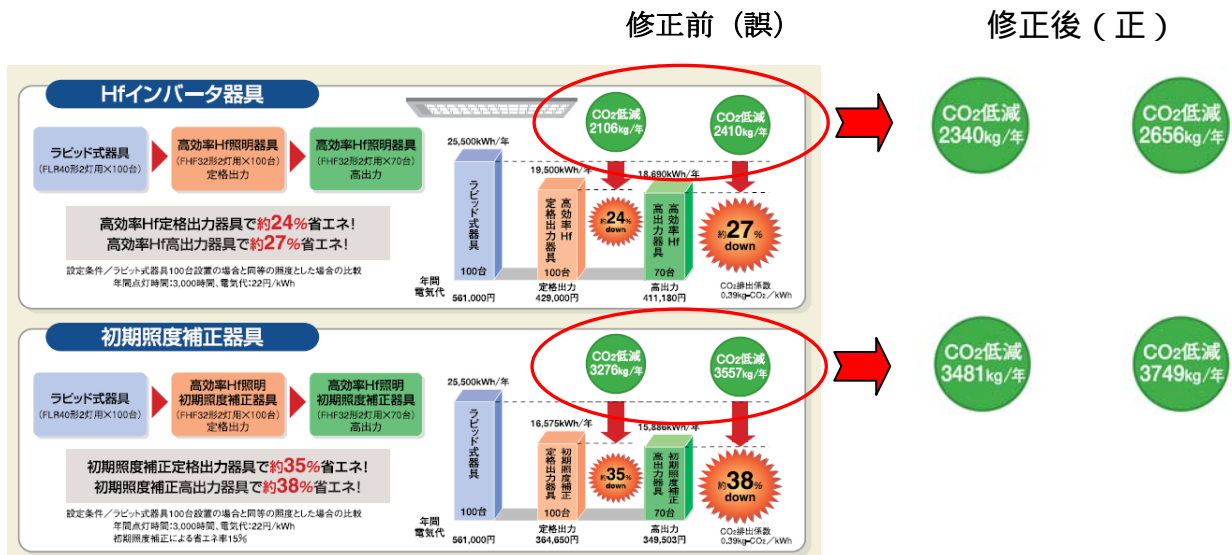 修正前（誤）
修正後（正）
Hfインバータ器具
ラピッド式器具
(FLR40形2灯用×100台)
高効率Hf照明器具
(FHF32形2灯用×100台)
定格出力
高効率Hf照明器具
(FHF32形2灯用×70台)
高出力
高効率Hf定格出力器具で約24%省エネ!
高効率Hf高出力器具で約27%省エネ!
設定条件／ラピット式器具100台設置の場合と同等の照度とした場合の比較
年間点灯時間:3,000時間、電気代:22円/kWh
CO2低減
2106kg/年
CO2低減
2410kg/年
25,500kWh/年
19,500kWh/年
18,690kWh/年
ラピッド式器具
100台
高効率Hf
定格出力器具
100台
約24%
down
高効率Hf
高出力器具
70台
約27%
down
年間
電気代
561,000円
定格出力
429,000円
高出力
411,180円
CO2排出係数
0.39kg-CO2／kWh
CO2低減
2340kg/年
CO2低減
2656kg/年
初期照度補正器具
ラピッド式器具
(FLR40形2灯用×100台)
高効率Hf照明
初期照度補正器具
(FHF32形2灯用×100台)
定格出力
高効率Hf照明
初期照度補正器具
(FHF32形2灯用×70台)
高出力
初期照度補正定格出力器具で約35%省エネ!
初期照度補正高出力器具で約38%省エネ!
設定条件／ラピット式器具100台設置の場合と同等の照度とした場合の比較
年間点灯時間:3,000時間、電気代:22円/kWh
初期照度補正による省エネ率15%
CO2低減
3276kg/年
CO2低減
3557kg/年
25,500kWh/年
16,575kWh/年
15,886kWh/年
ラピッド式器具
100台
初期照度補正
定格出力器具
100台
約35%
down
初期照度補正
高出力器具
70台
約38%
down
年間
電気代
561,000円
定格出力
364,650円
高出力
349,503円
CO2排出係数
0.39kg-CO2／kWh
CO2低減
3481kg/年
CO2低減
3749kg/年